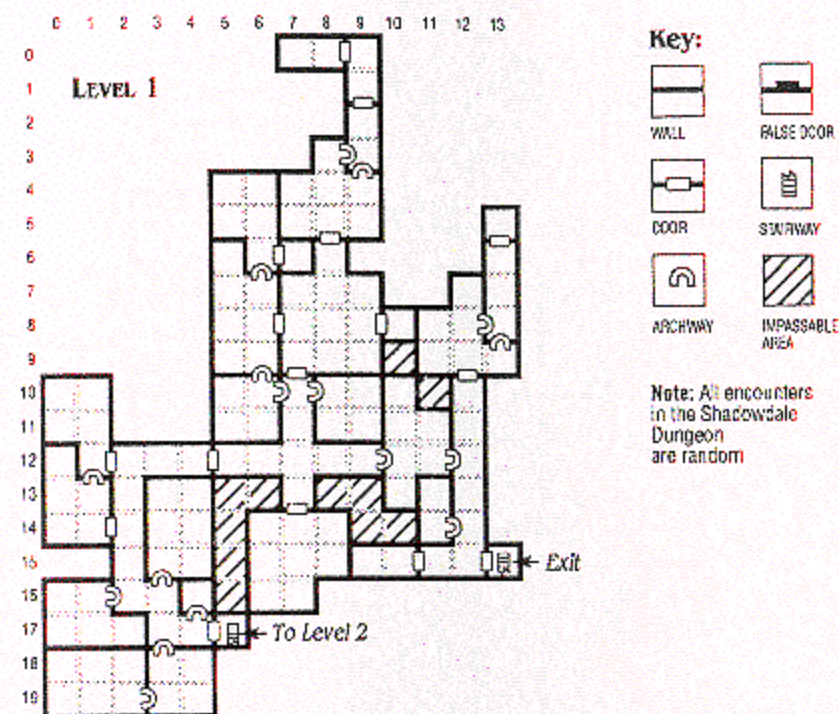 0 1 2 3 4 5 6 7 8 9 10 11 12 13
0
1
2
3
4
5
6
7
8
9
10
11
12
13
14
15
15
17
18
19
LEVEL 1
Exit
To Level 2
Key:
WALL
FALSE DOOR
DOOR
STAIRWAY
ARCHWAY
IMPASSABLE
AREA
Note: All encounters
in the Shadowdale
Dungeon
are random